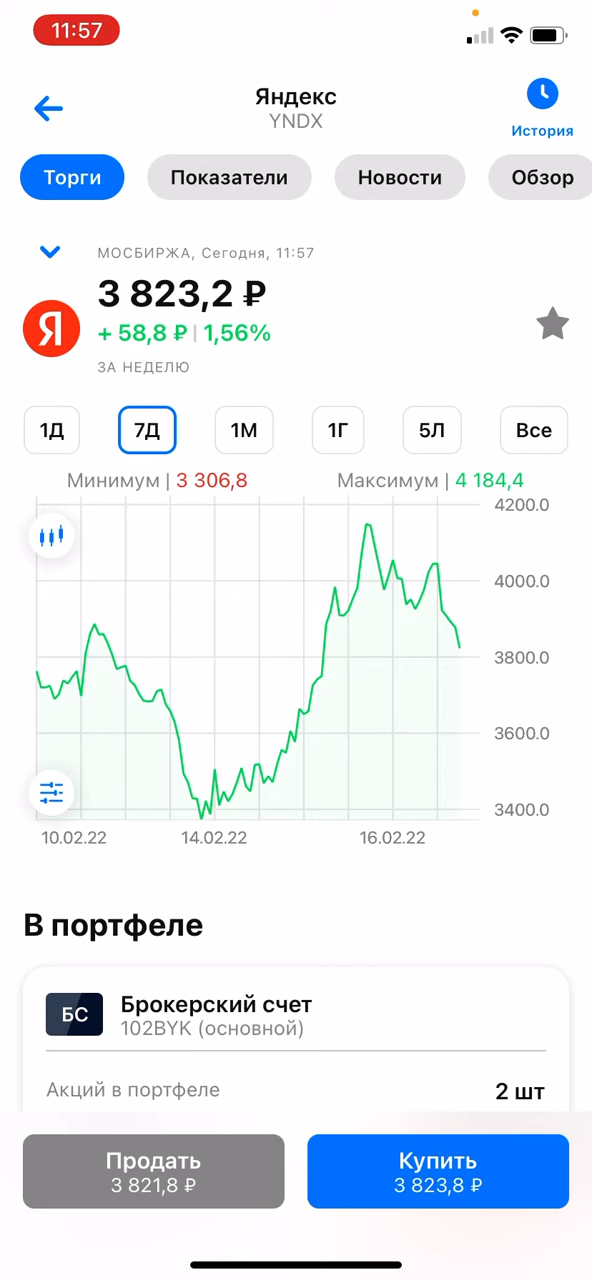 11:57
Яндекс
YNDX
История
Торги
Показатели
Новости
Обзор
МОСБИРЖА, Сегодня, 11:57
3 823,2 ₽
Я
+ 58,8 ₽ | 1,56%
ЗА НЕДЕЛЮ
1Д
7Д
1М
1Г
5Л
Все
Минимум | 3 306,8
Максимум | 4 184,4
4200.0
4000.0
3800.0
3600.0
3400.0
10.02.22
14.02.22
16.02.22
В портфеле
БС
Брокерский счет
102BYK (основной)
Акций в портфеле
2 шт
Продать
3 821,8 ₽
Купить
3 823,8 ₽